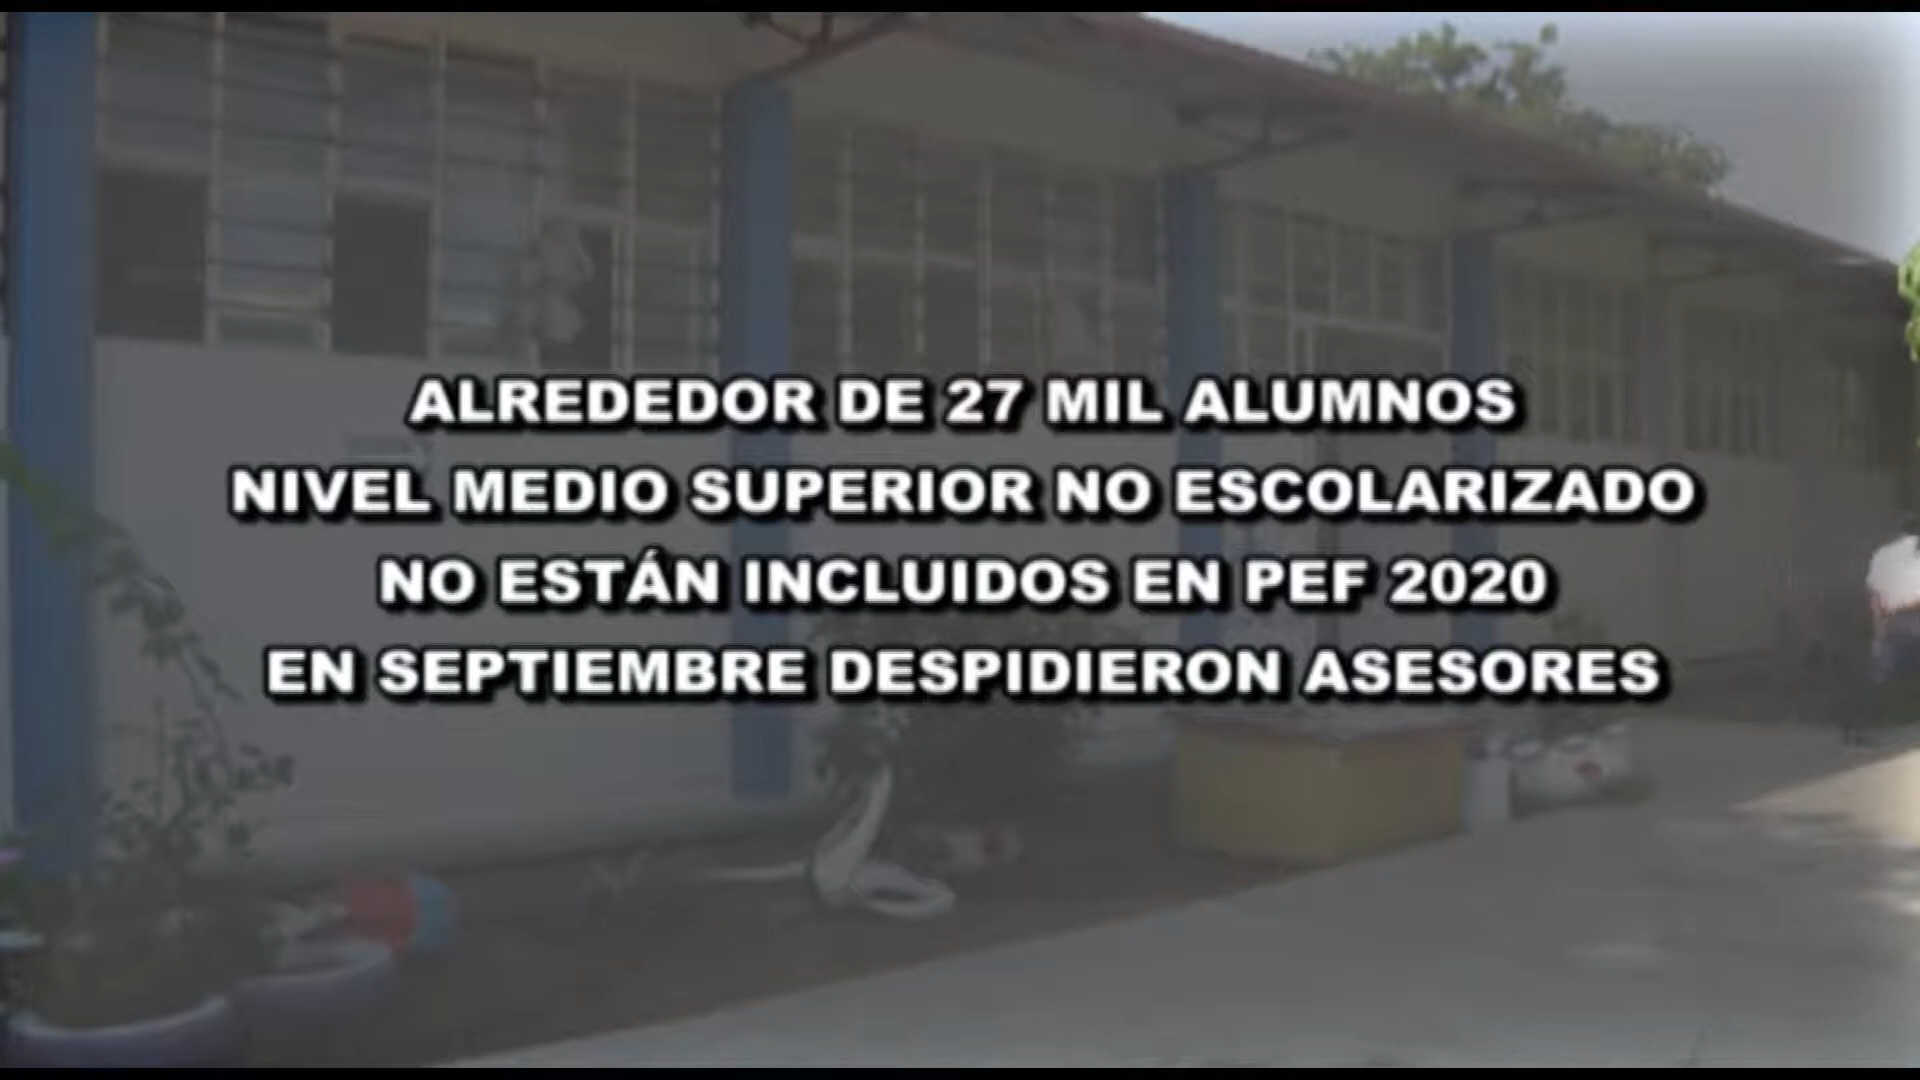 ALREDEDOR DE 27 MIL ALUMNOS
NIVEL MEDIO SUPERIOR NO ESCOLARIZADO
NO ESTÁN INCLUIDOS EN PEF 2020
EN SEPTIEMBRE DESPIDIERON ASESORES